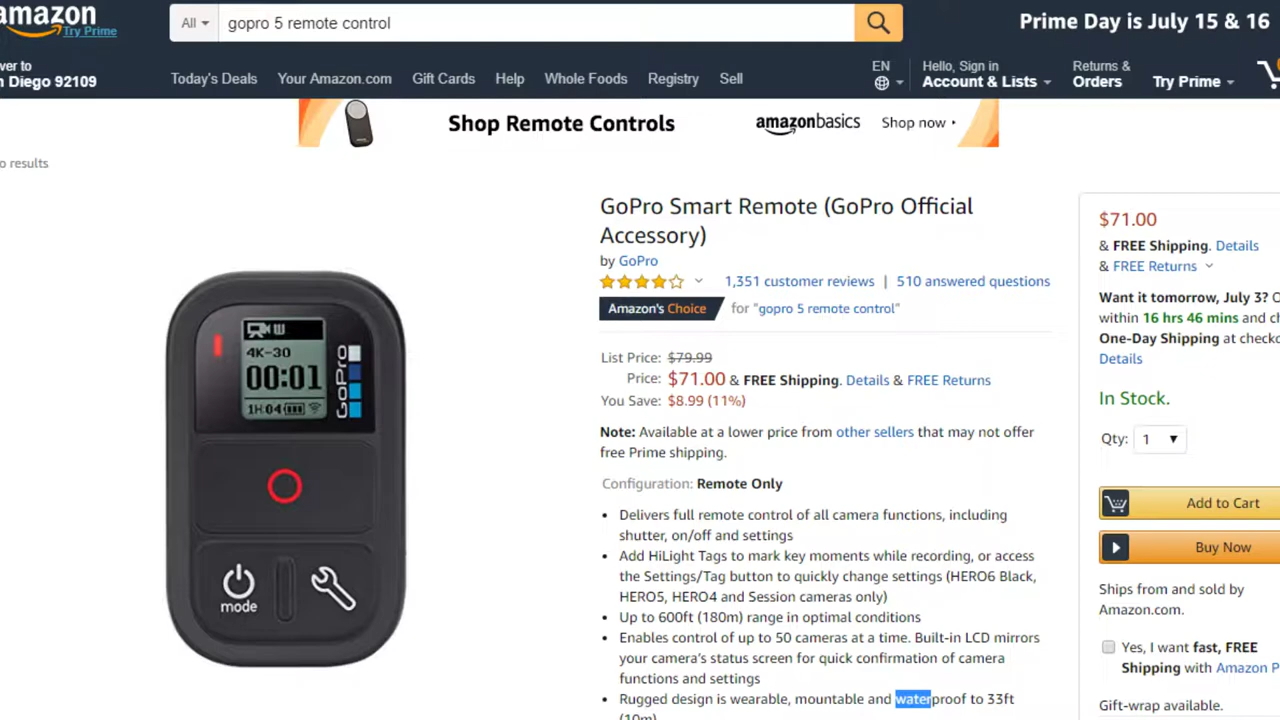 amazon
Try Prime
All
gopro 5 remote control
Prime Day is July 15 & 16
ver to
n Diego 92109
Today's Deals Your Amazon.com Gift Cards Help Whole Foods Registry Sell
EN
Hello, Sign in
Account & Lists
Returns &
Orders
Try Prime
Shop Remote Controls amazonbasics Shop now
o results
GoPro Smart Remote (GoPro Official
Accessory)
by GoPro
1,351 customer reviews | 510 answered questions
Amazon's Choice for "gopro 5 remote control"
List Price: $79.99
Price: $71.00 & FREE Shipping. Details & FREE Returns
You Save: $8.99 (11%)
Note: Available at a lower price from other sellers that may not offer
free Prime shipping.
Configuration: Remote Only
• Delivers full remote control of all camera functions, including
shutter, on/off and settings
• Add HiLight Tags to mark key moments while recording, or access
the Settings/Tag button to quickly change settings (HERO6 Black,
HERO5, HERO4 and Session cameras only)
• Up to 600ft (180m) range in optimal conditions
• Enables control of up to 50 cameras at a time. Built-in LCD mirrors
your camera's status screen for quick confirmation of camera
functions and settings
• Rugged design is wearable, mountable and waterproof to 33ft
(10m)
W
4K-30
00:01
1H:04
GoPro
mode
$71.00
& FREE Shipping. Details
& FREE Returns
Want it tomorrow, July 3? O
within 16 hrs 46 mins and ch
One-Day Shipping at checko
Details
In Stock.
Qty: 1
Add to Cart
Buy Now
Ships from and sold by
Amazon.com.
Yes, I want fast, FREE
Shipping with Amazon P
Gift-wrap available.